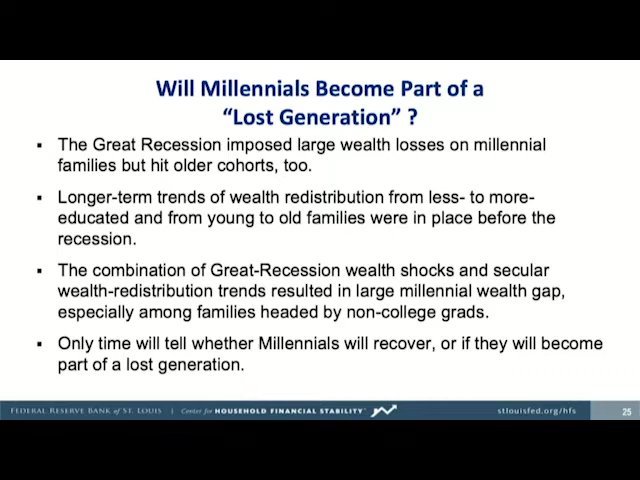 Will Millennials Become Part of a
“Lost Generation” ?
▪ The Great Recession imposed large wealth losses on millennial
families but hit older cohorts, too.
▪ Longer-term trends of wealth redistribution from less- to more-
educated and from young to old families were in place before the
recession.
▪ The combination of Great-Recession wealth shocks and secular
wealth-redistribution trends resulted in large millennial wealth gap,
especially among families headed by non-college grads.
▪ Only time will tell whether Millennials will recover, or if they will become
part of a lost generation.
FEDERAL RESERVE BANK of ST. LOUIS | Center for HOUSEHOLD FINANCIAL STABILITY stlouisfed.org/hfs 25